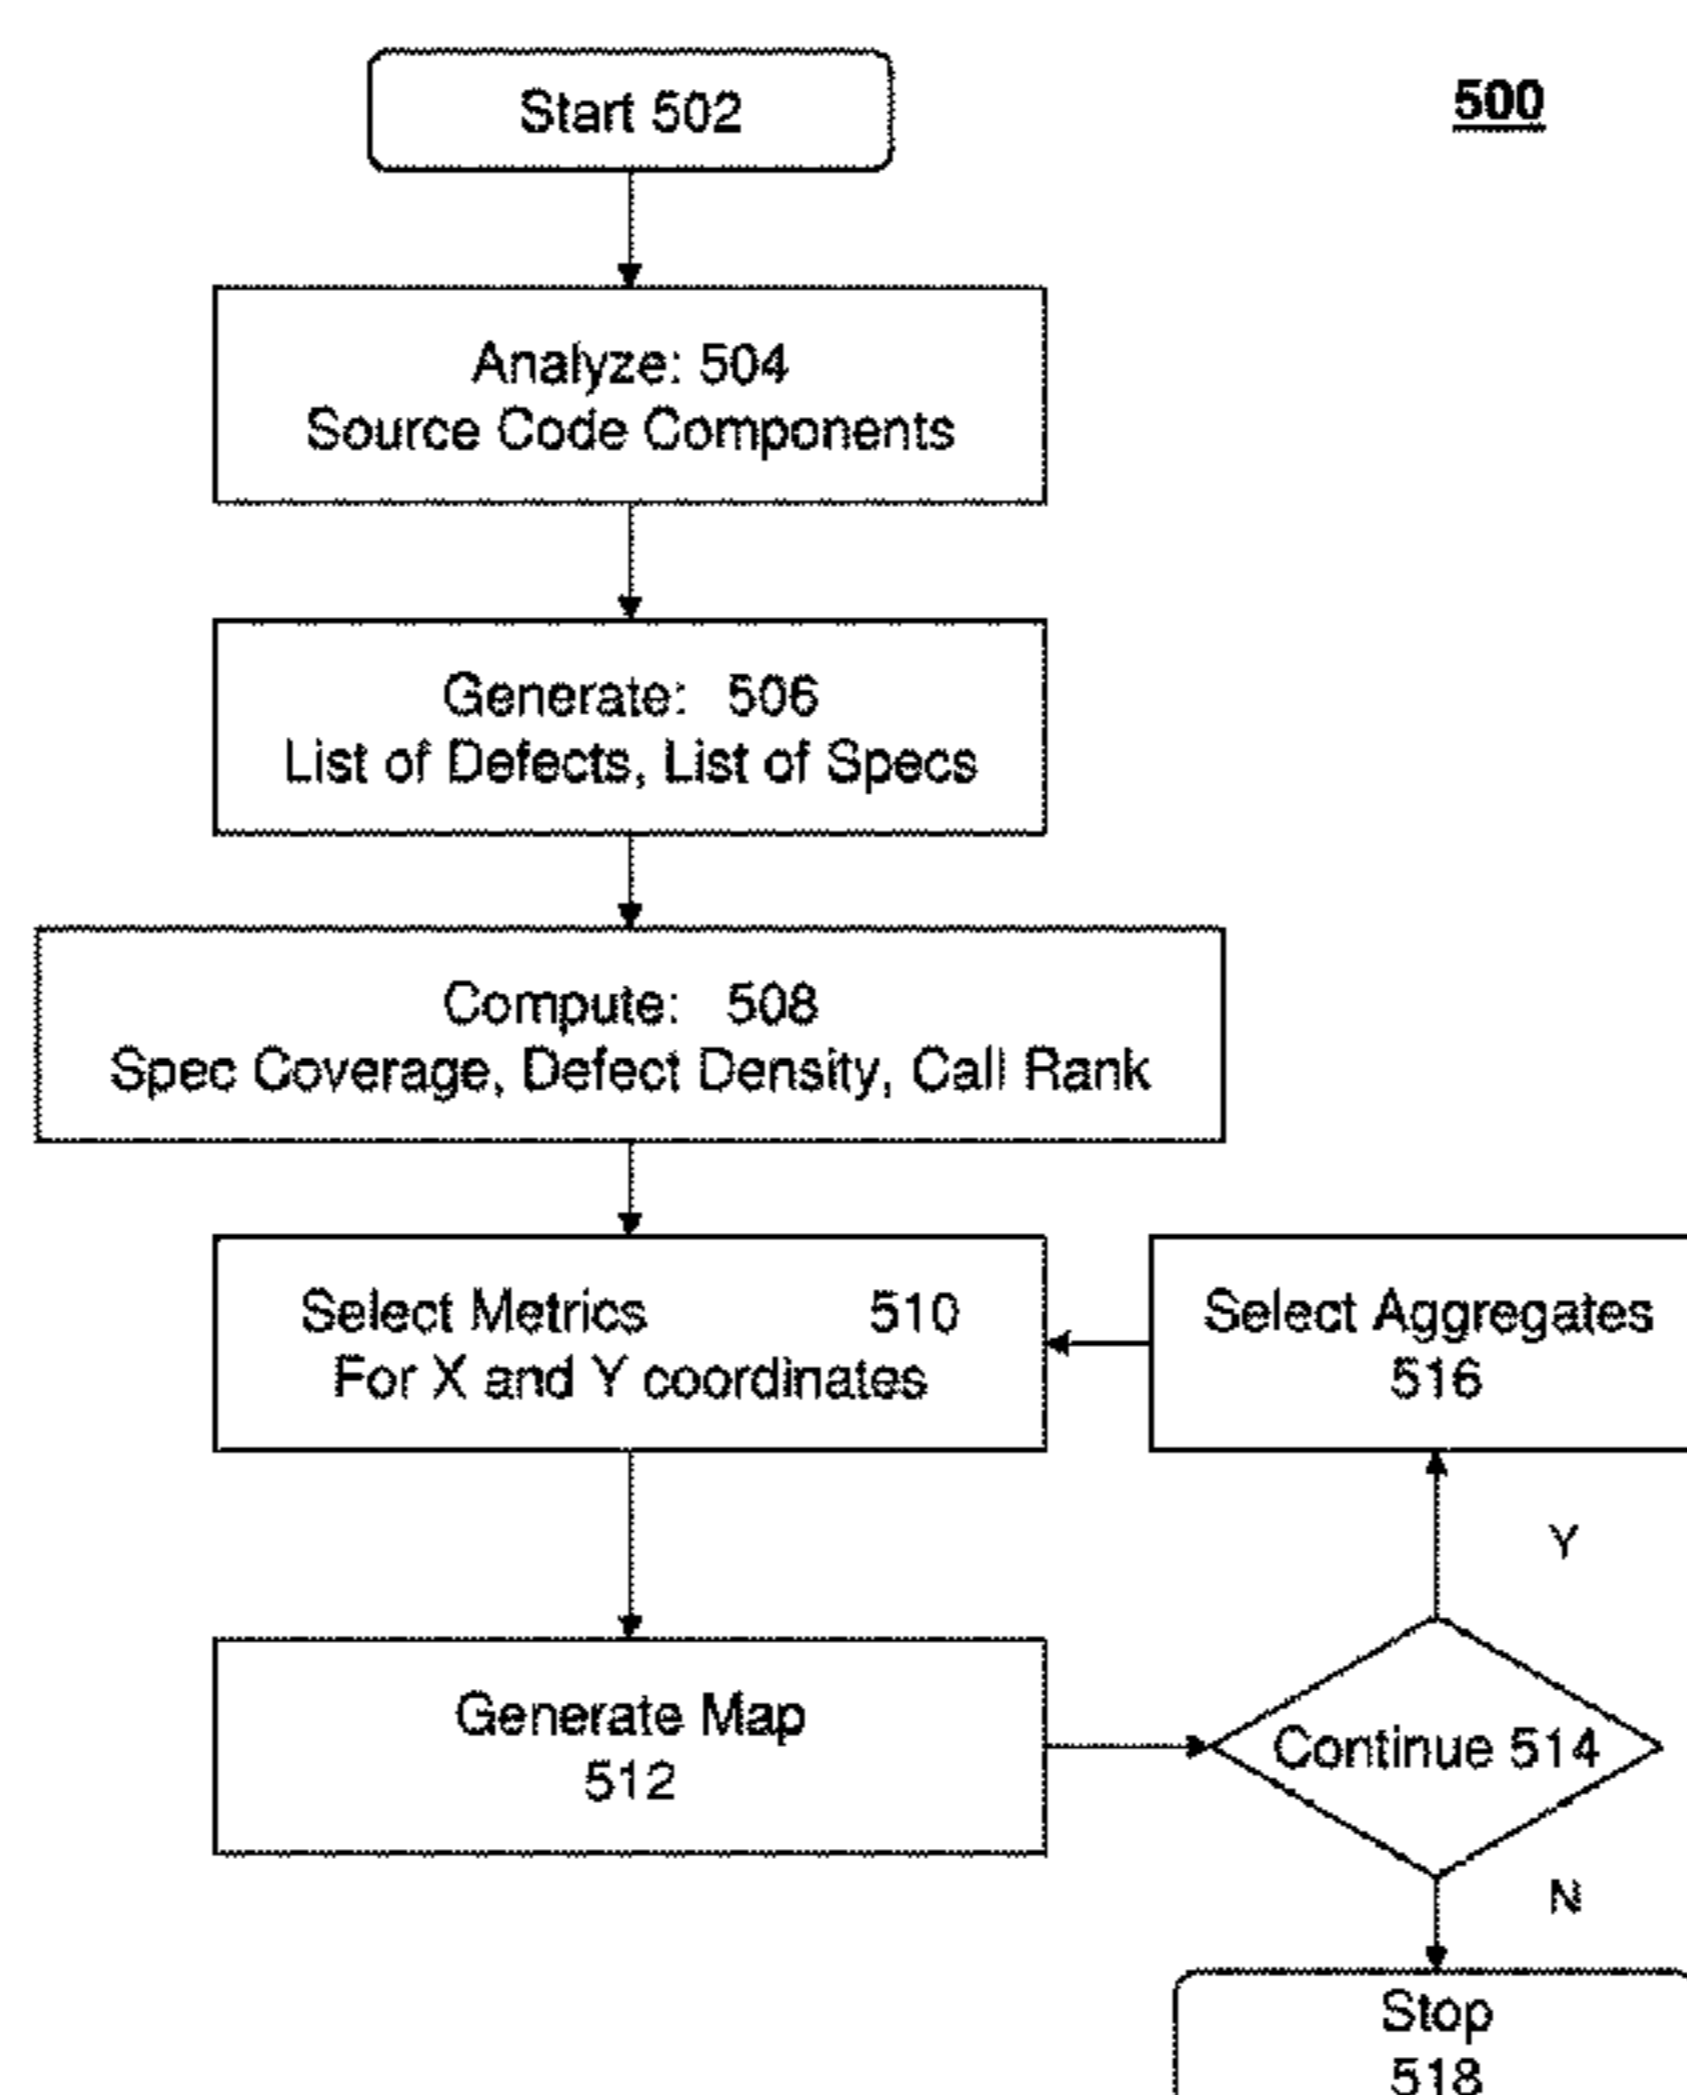 Start 502
500
Analyze: 504
Source Code Components
Generate: 506
List of Defects, List of Specs
Compute: 508
Spec Coverage, Defect Density, Call Rank
Select Metrics 510
For X and Y coordinates
Select Aggregates
516
Y
Generate Map
512
Continue 514
N
Stop
518